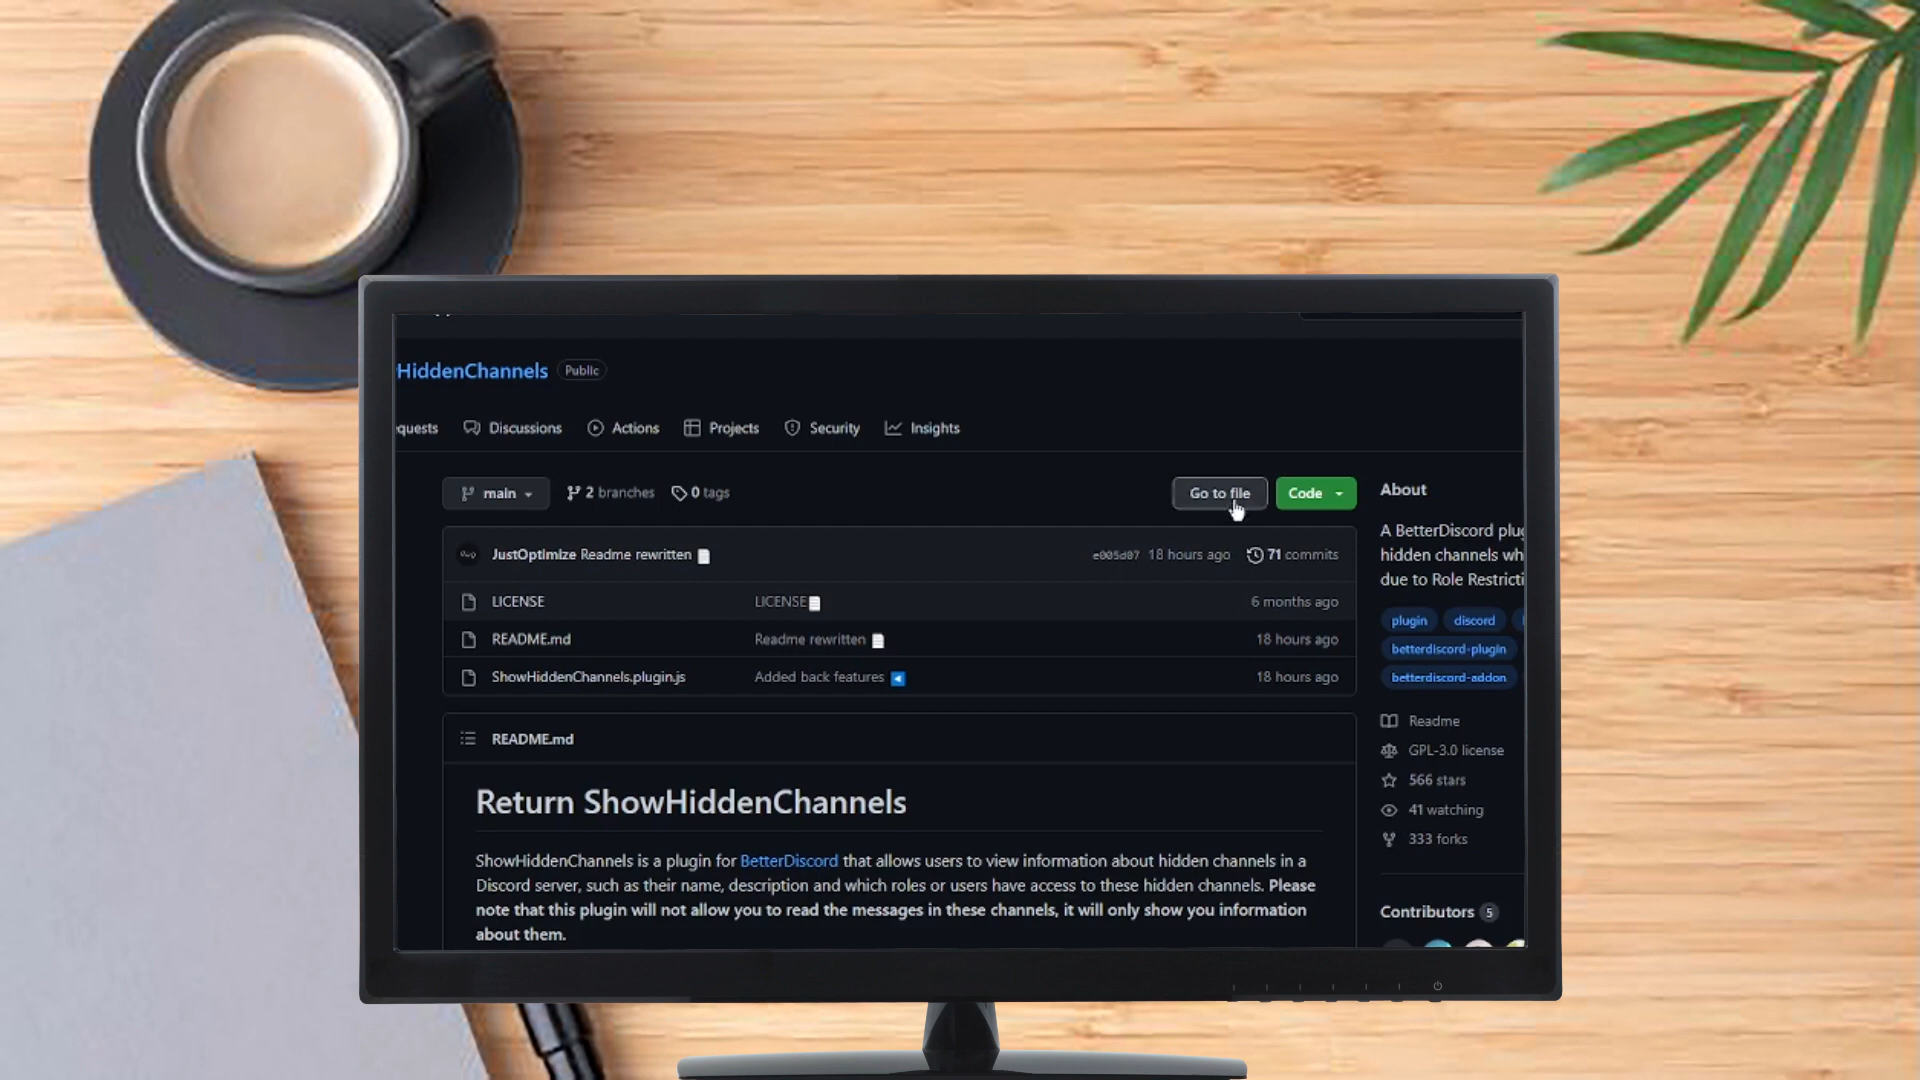 HiddenChannels Public
quests Discussions Actions Projects Security Insights
main 2 branches 0 tags Go to file Code
About
A BetterDiscord plug
hidden channels wh
due to Role Restricti
JustOptimize Readme rewritten e005d07 18 hours ago 71 commits
LICENSE LICENSE 6 months ago
README.md Readme rewritten 18 hours ago
ShowHiddenChannels.plugin.js Added back features 18 hours ago
plugin discord
betterdiscord-plugin
betterdiscord-addon
Readme
GPL-3.0 license
566 stars
41 watching
333 forks
Contributors 5
README.md
Return ShowHiddenChannels
ShowHiddenChannels is a plugin for BetterDiscord that allows users to view information about hidden channels in a
Discord server, such as their name, description and which roles or users have access to these hidden channels. Please
note that this plugin will not allow you to read the messages in these channels, it will only show you information
about them.